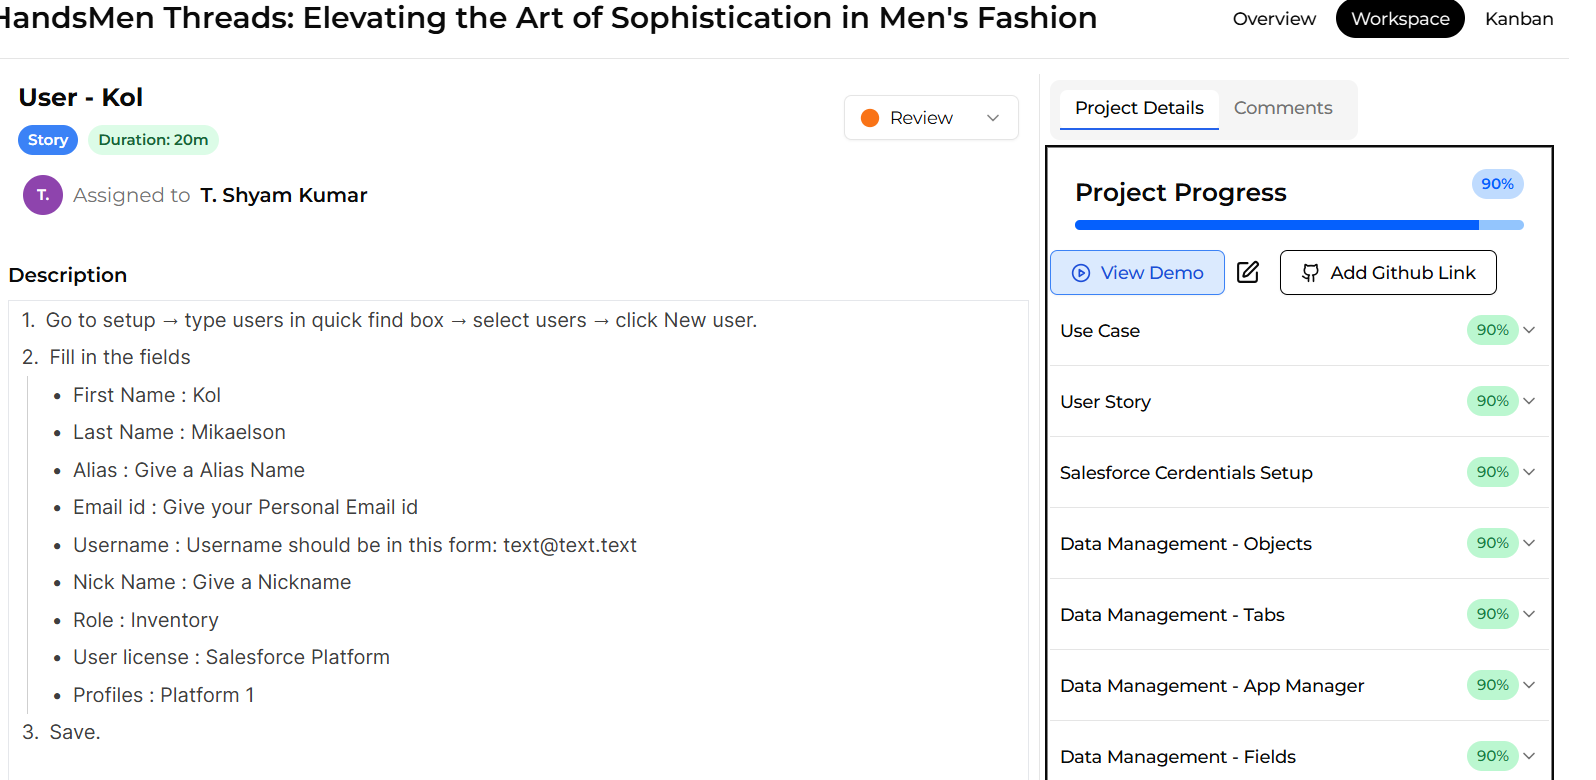 HandsMen Threads: Elevating the Art of Sophistication in Men's Fashion
Overview
Workspace
Kanban
User - Kol
Story
Duration: 20m
Review
T.
Assigned to T. Shyam Kumar
Description
1. Go to setup → type users in quick find box → select users → click New user.
2. Fill in the fields
• First Name : Kol
• Last Name : Mikaelson
• Alias : Give a Alias Name
• Email id : Give your Personal Email id
• Username : Username should be in this form: text@text.text
• Nick Name : Give a Nickname
• Role : Inventory
• User license : Salesforce Platform
• Profiles : Platform 1
3. Save.
Project Details
Comments
Project Progress
90%
View Demo
Add Github Link
Use Case 90%
User Story 90%
Salesforce Cerdentials Setup 90%
Data Management - Objects 90%
Data Management - Tabs 90%
Data Management - App Manager 90%
Data Management - Fields 90%